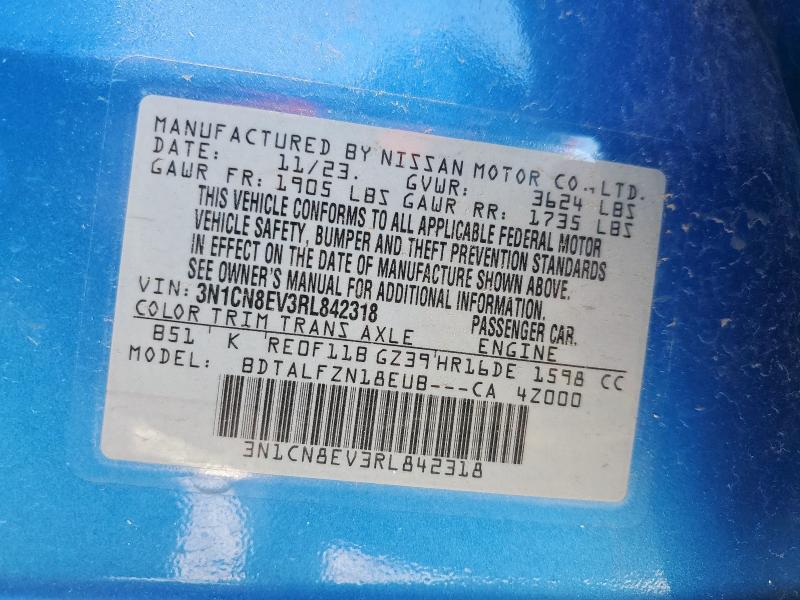 MANUFACTURED BY NISSAN MOTOR CO., LTD.
DATE: 11/23. GVWR: 3624 LBS
GAWR FR: 1905 LBS GAWR RR: 1735 LBS
THIS VEHICLE CONFORMS TO ALL APPLICABLE FEDERAL MOTOR
VEHICLE SAFETY, BUMPER AND THEFT PREVENTION STANDARDS
IN EFFECT ON THE DATE OF MANUFACTURE SHOWN ABOVE.
SEE OWNER'S MANUAL FOR ADDITIONAL INFORMATION.
VIN: 3N1CN8EV3RL842318 PASSENGER CAR.
COLOR TRIM TRANS AXLE ENGINE
B51 K RE0F11B GZ39 HR16DE 1598 CC
MODEL: BDTALFZN18EUB---CA 4Z000
3N1CN8EV3RL842318